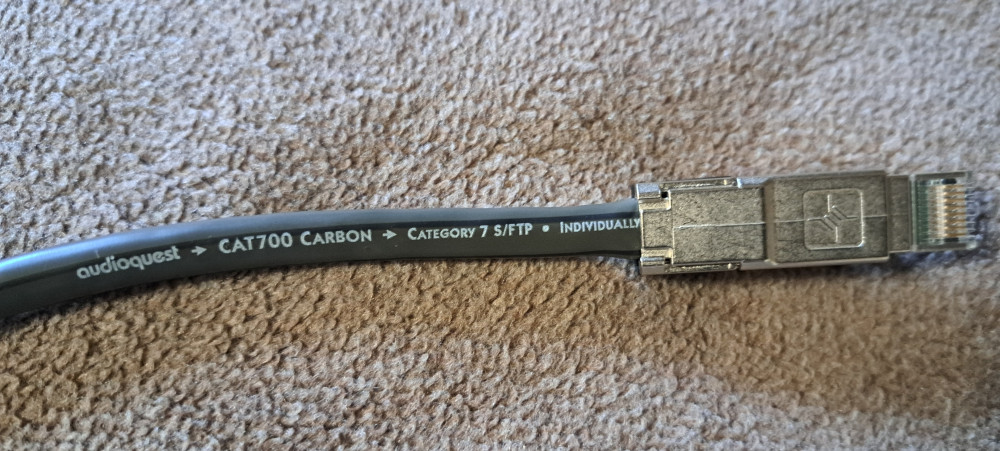 audioquest → CAT700 CARBON → CATEGORY 7 S/FTP • INDIVIDUALLY